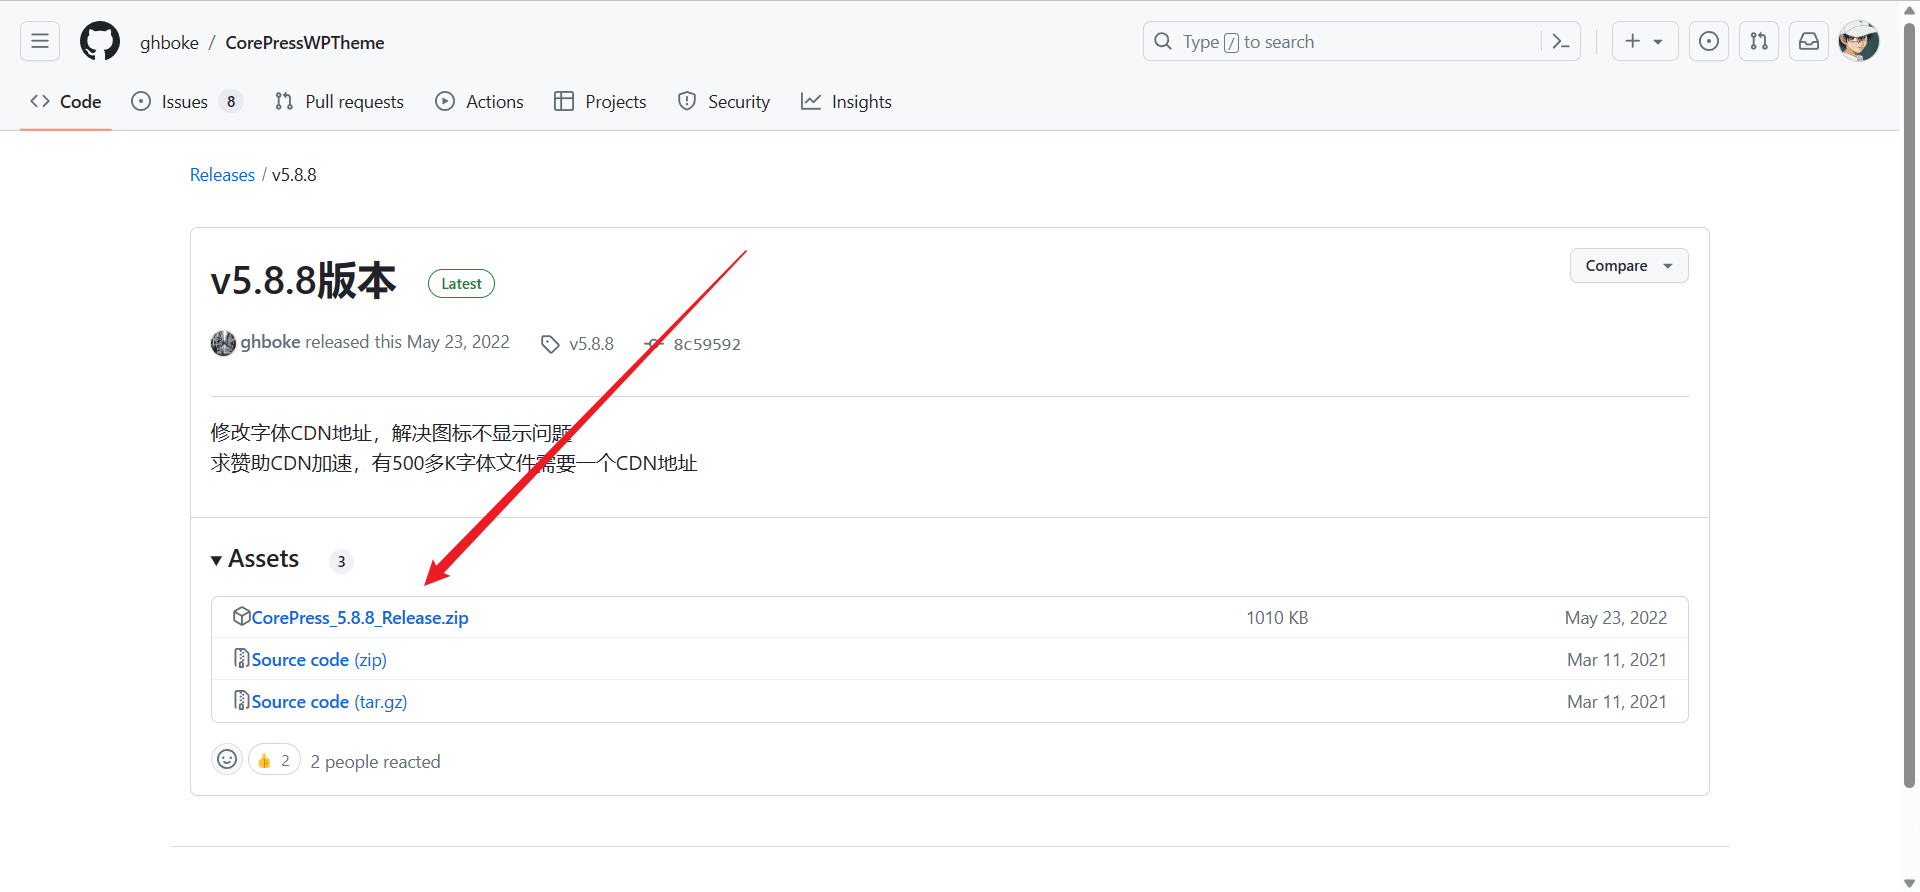 ghboke / CorePressWPTheme
Type / to search
Code
Issues 8
Pull requests
Actions
Projects
Security
Insights
Releases / v5.8.8
v5.8.8版本
Latest
Compare
ghboke released this May 23, 2022
v5.8.8
8c59592
修改字体CDN地址，解决图标不显示问题
求赞助CDN加速，有500多K字体文件需要一个CDN地址
Assets 3
CorePress_5.8.8_Release.zip 1010 KB May 23, 2022
Source code (zip) Mar 11, 2021
Source code (tar.gz) Mar 11, 2021
2
2 people reacted